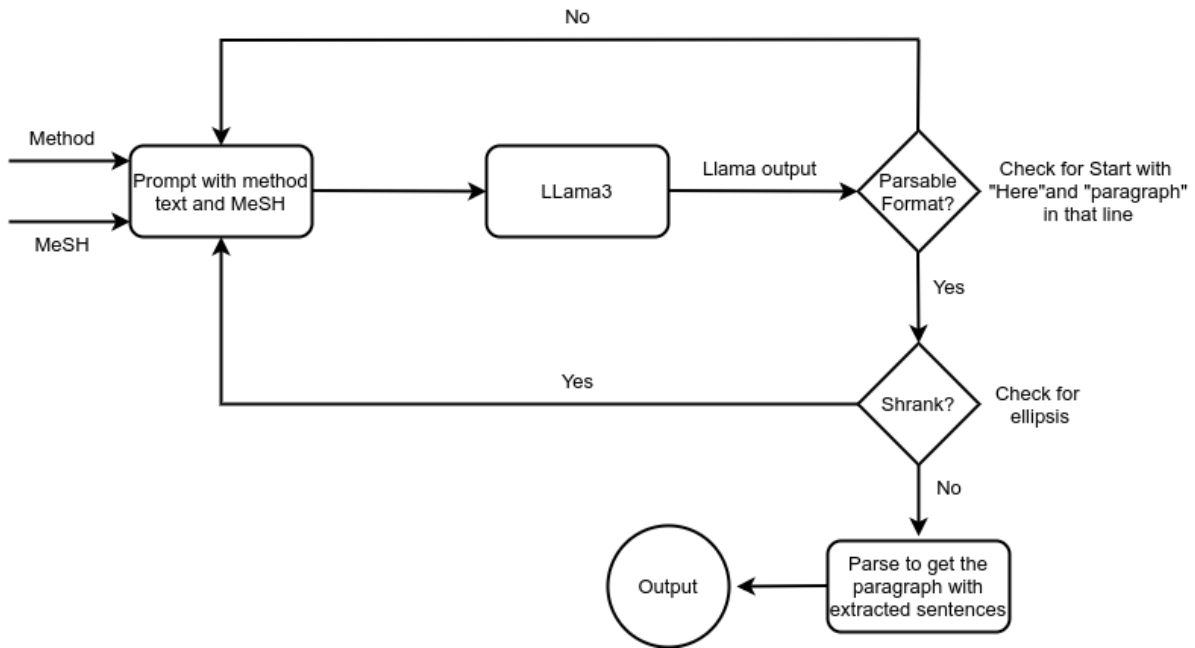 No
Method
Prompt with method
text and MeSH
MeSH
LLama3
Llama output
Parsable
Format?
Check for Start with
"Here"and "paragraph"
in that line
Yes
Yes
Shrank?
Check for
ellipsis
No
Parse to get the
paragraph with
extracted sentences
Output